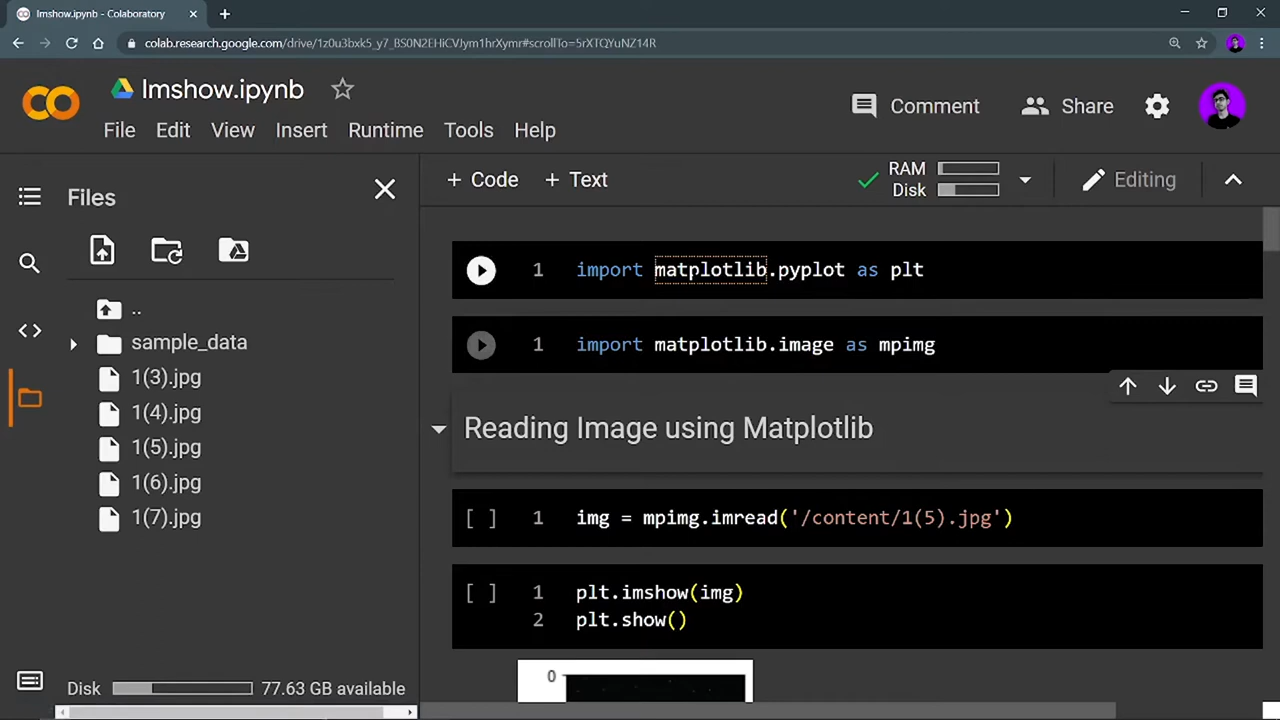 Imshow.ipynb - Colaboratory
colab.research.google.com/drive/1z0u3bxk5_y7_BS0N2EHiCVJym1hrXymr#scrollTo=5rXTQYuNZ14R
Imshow.ipynb
File Edit View Insert Runtime Tools Help
Comment
Share
Files
+ Code + Text
RAM
Disk
Editing
..
sample_data
1(3).jpg
1(4).jpg
1(5).jpg
1(6).jpg
1(7).jpg
Disk 77.63 GB available
1 import matplotlib.pyplot as plt
1 import matplotlib.image as mpimg
Reading Image using Matplotlib
[ ] 1 img = mpimg.imread('/content/1(5).jpg')
[ ] 1 plt.imshow(img)
2 plt.show()
0